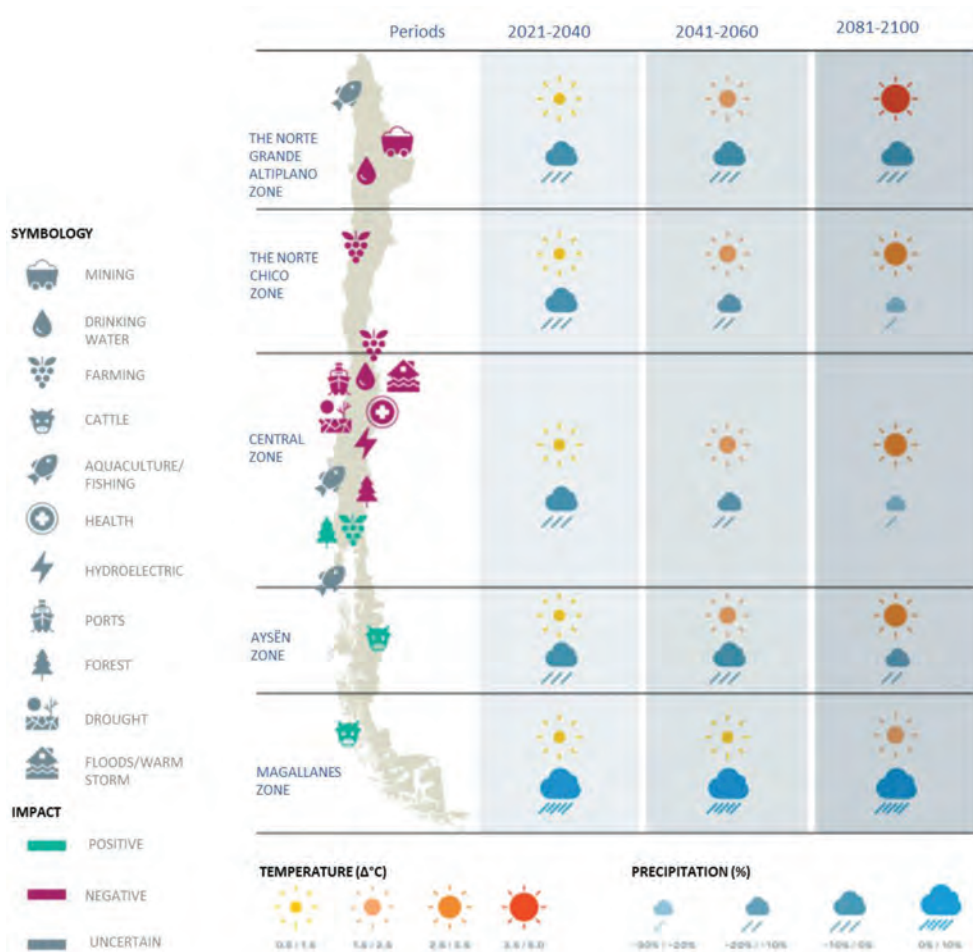 Periods 2021-2040 2041-2060 2081-2100
THE NORTE
GRANDE
ALTIPLANO
ZONE
SYMBOLOGY
MINING
DRINKING
WATER
FARMING
CATTLE
AQUACULTURE/
FISHING
HEALTH
HYDROELECTRIC
PORTS
FOREST
DROUGHT
FLOODS/WARM
STORM
IMPACT
POSITIVE
NEGATIVE
UNCERTAIN
THE NORTE
CHICO
ZONE
CENTRAL
ZONE
AYSËN
ZONE
MAGALLANES
ZONE
TEMPERATURE (Δ°C)
PRECIPITATION (%)